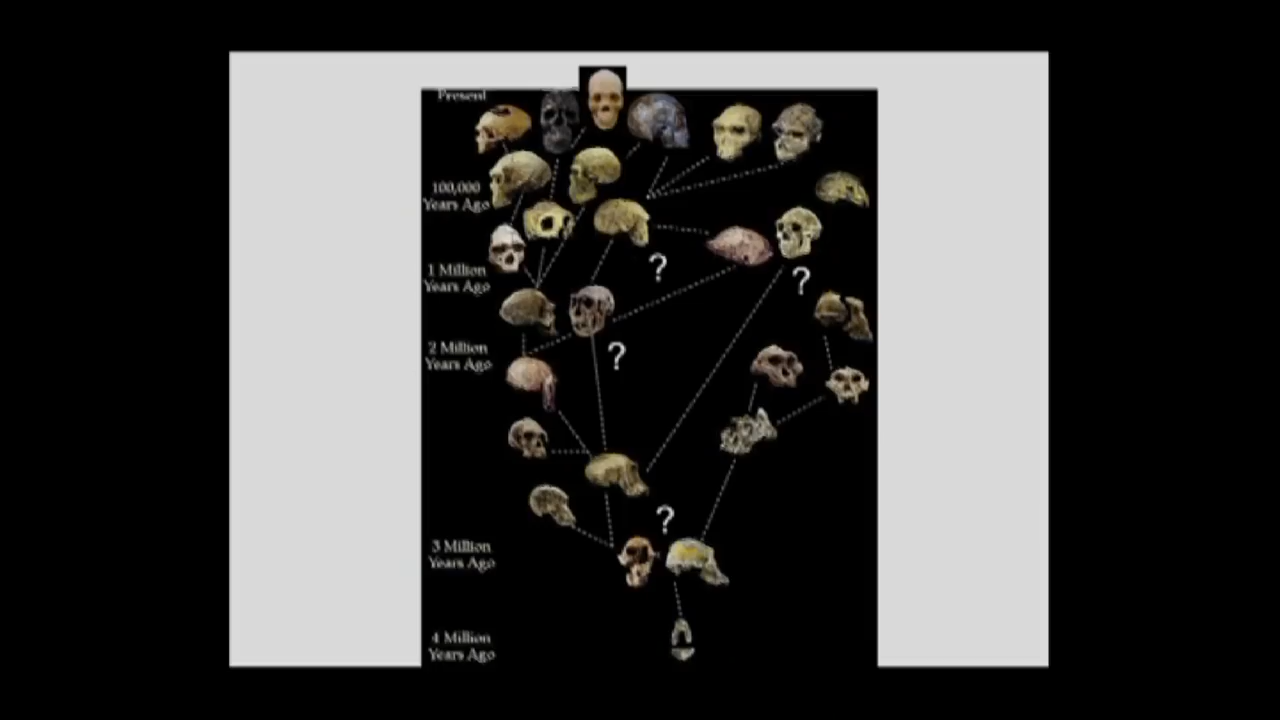 Present
100,000
Years Ago
?
?
1 Million
Years Ago
2 Million
Years Ago
?
?
3 Million
Years Ago
4 Million
Years Ago